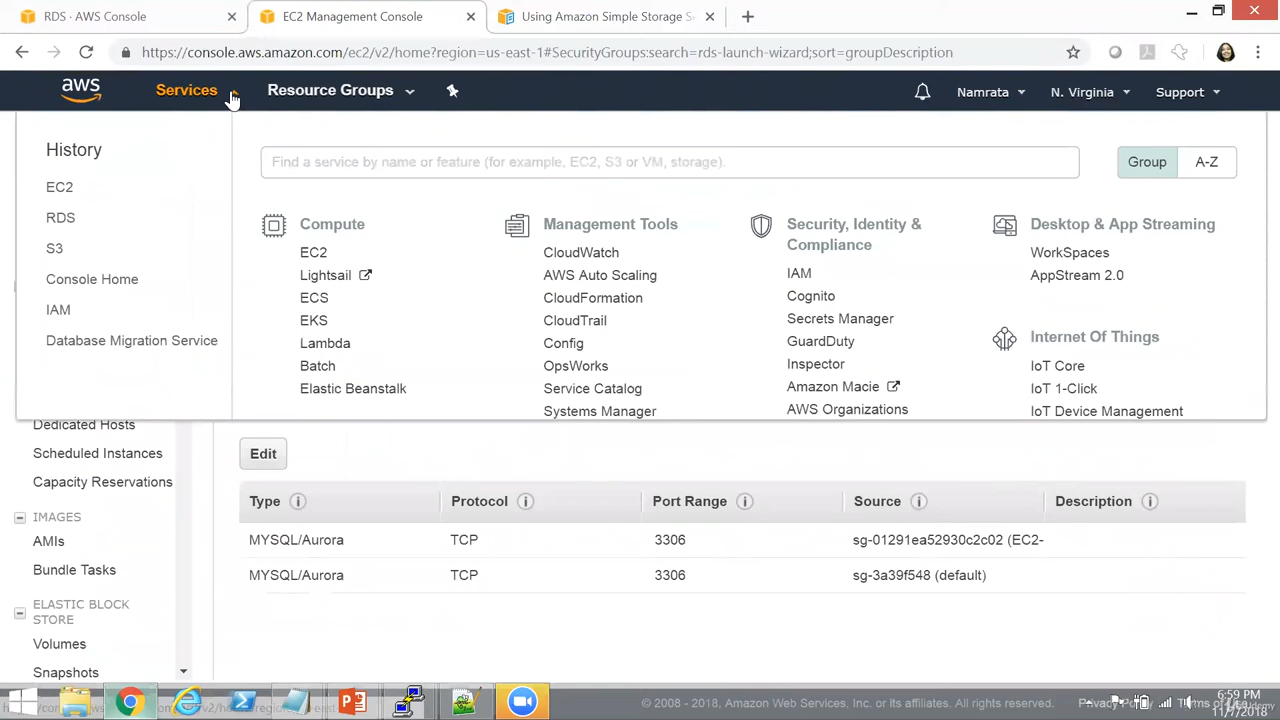 RDS · AWS Console
EC2 Management Console
Using Amazon Simple Storage S
https://console.aws.amazon.com/ec2/v2/home?region=us-east-1#SecurityGroups:search=rds-launch-wizard;sort=groupDescription
aws
Services
Resource Groups
Namrata
N. Virginia
Support
History
EC2
RDS
S3
Console Home
IAM
Database Migration Service
Find a service by name or feature (for example, EC2, S3 or VM, storage).
Group
A-Z
Compute
EC2
Lightsail
ECS
EKS
Lambda
Batch
Elastic Beanstalk
Management Tools
CloudWatch
AWS Auto Scaling
CloudFormation
CloudTrail
Config
OpsWorks
Service Catalog
Systems Manager
Security, Identity &
Compliance
IAM
Cognito
Secrets Manager
GuardDuty
Inspector
Amazon Macie
AWS Organizations
Desktop & App Streaming
WorkSpaces
AppStream 2.0
Internet Of Things
IoT Core
IoT 1-Click
IoT Device Management
Dedicated Hosts
Scheduled Instances
Capacity Reservations
IMAGES
AMIs
Bundle Tasks
ELASTIC BLOCK
STORE
Volumes
Snapshots
Edit
Type Protocol Port Range Source Description
MYSQL/Aurora TCP 3306 sg-01291ea52930c2c02 (EC2-
MYSQL/Aurora TCP 3306 sg-3a39f548 (default)
© 2008 - 2018, Amazon Web Services, Inc. or its affiliates. All rights reserved.
6:59 PM
11/7/2018